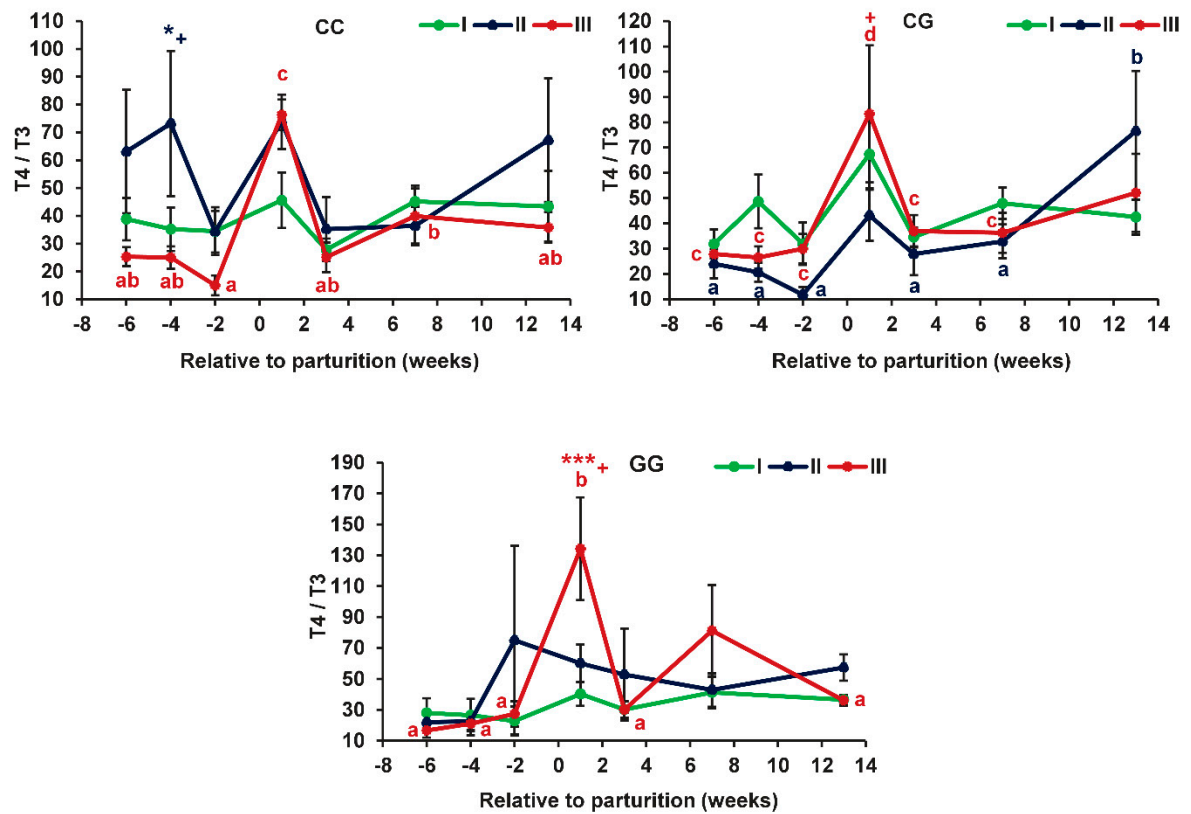 CC I II III
110
100
90
80
70
60
50
40
30
20
10
T4 / T3
*+
c
b
ab ab a ab ab
-8 -6 -4 -2 0 2 4 6 8 10 12 14
Relative to parturition (weeks)
CG I II III
120
110
100
90
80
70
60
50
40
30
20
10
T4 / T3
+
d
b
c c c c c
a a a a a
-8 -6 -4 -2 0 2 4 6 8 10 12 14
Relative to parturition (weeks)
GG I II III
190
170
150
130
110
90
70
50
30
10
T4 / T3
***+
b
a a a a a
-8 -6 -4 -2 0 2 4 6 8 10 12 14
Relative to parturition (weeks)